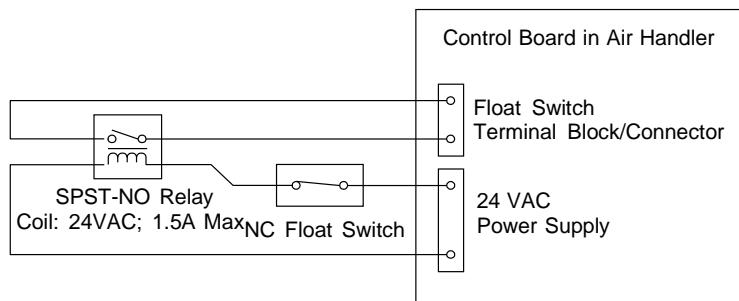 Control Board in Air Handler
Float Switch
Terminal Block/Connector
SPST-NO Relay
Coil: 24VAC; 1.5A Max
NC Float Switch
24 VAC
Power Supply